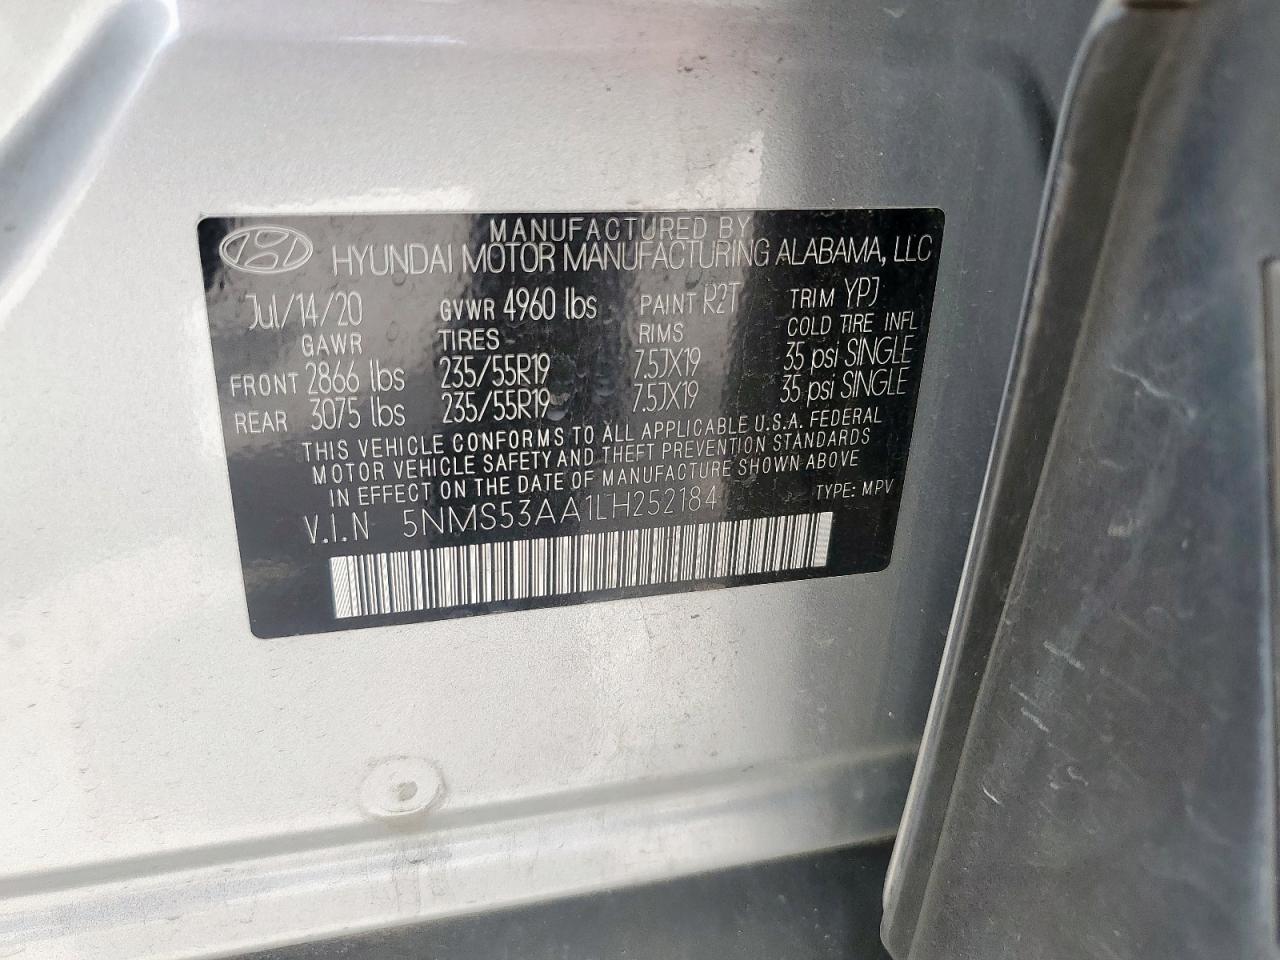 MANUFACTURED BY
HYUNDAI MOTOR MANUFACTURING ALABAMA, LLC
Jul/14/20 GVWR 4960 lbs PAINT R2T TRIM YPJ
GAWR TIRES RIMS COLD TIRE INFL
FRONT 2866 lbs 235/55R19 7.5JX19 35 psi SINGLE
REAR 3075 lbs 235/55R19 7.5JX19 35 psi SINGLE
THIS VEHICLE CONFORMS TO ALL APPLICABLE U.S.A. FEDERAL
MOTOR VEHICLE SAFETY AND THEFT PREVENTION STANDARDS
IN EFFECT ON THE DATE OF MANUFACTURE SHOWN ABOVE
V.I.N 5NMS53AA1LH252184 TYPE: MPV